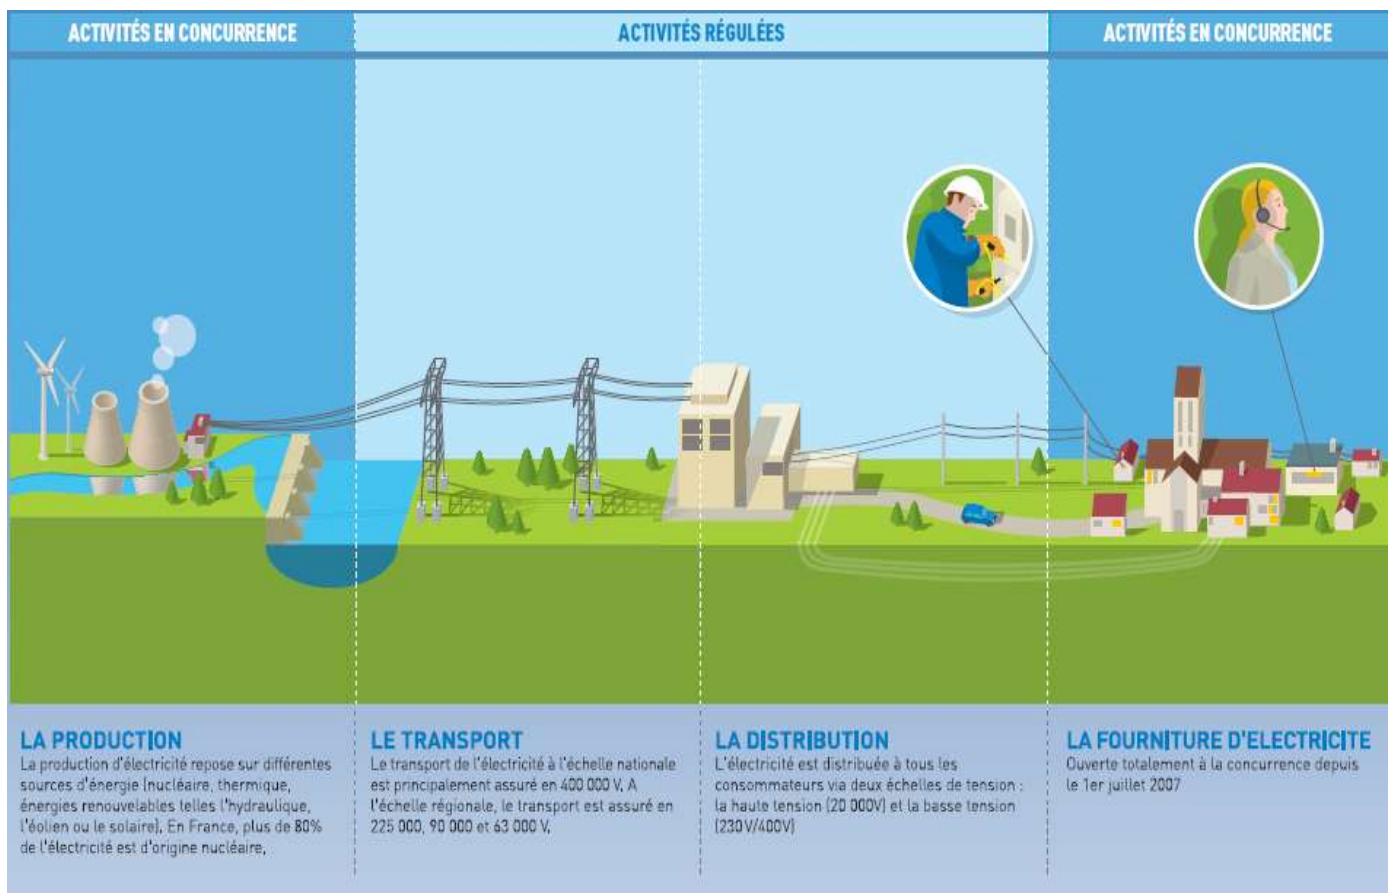 ACTIVITÉS EN CONCURRENCE
ACTIVITÉS RÉGULÉES
ACTIVITÉS EN CONCURRENCE
LA PRODUCTION
La production d'électricité repose sur différentes
sources d'énergie (nucléaire, thermique,
énergies renouvelables telles l'hydraulique,
l'éolien ou le solaire). En France, plus de 80%
de l'électricité est d'origine nucléaire.
LE TRANSPORT
Le transport de l'électricité à l'échelle nationale
est principalement assuré en 400 000 V. A
l'échelle régionale, le transport est assuré en
225 000, 90 000 et 63 000 V.
LA DISTRIBUTION
L'électricité est distribuée à tous les
consommateurs via deux échelles de tension :
la haute tension (20 000V) et la basse tension
(230V/400V)
LA FOURNITURE D'ELECTRICITE
Ouverte totalement à la concurrence depuis
le 1er juillet 2007